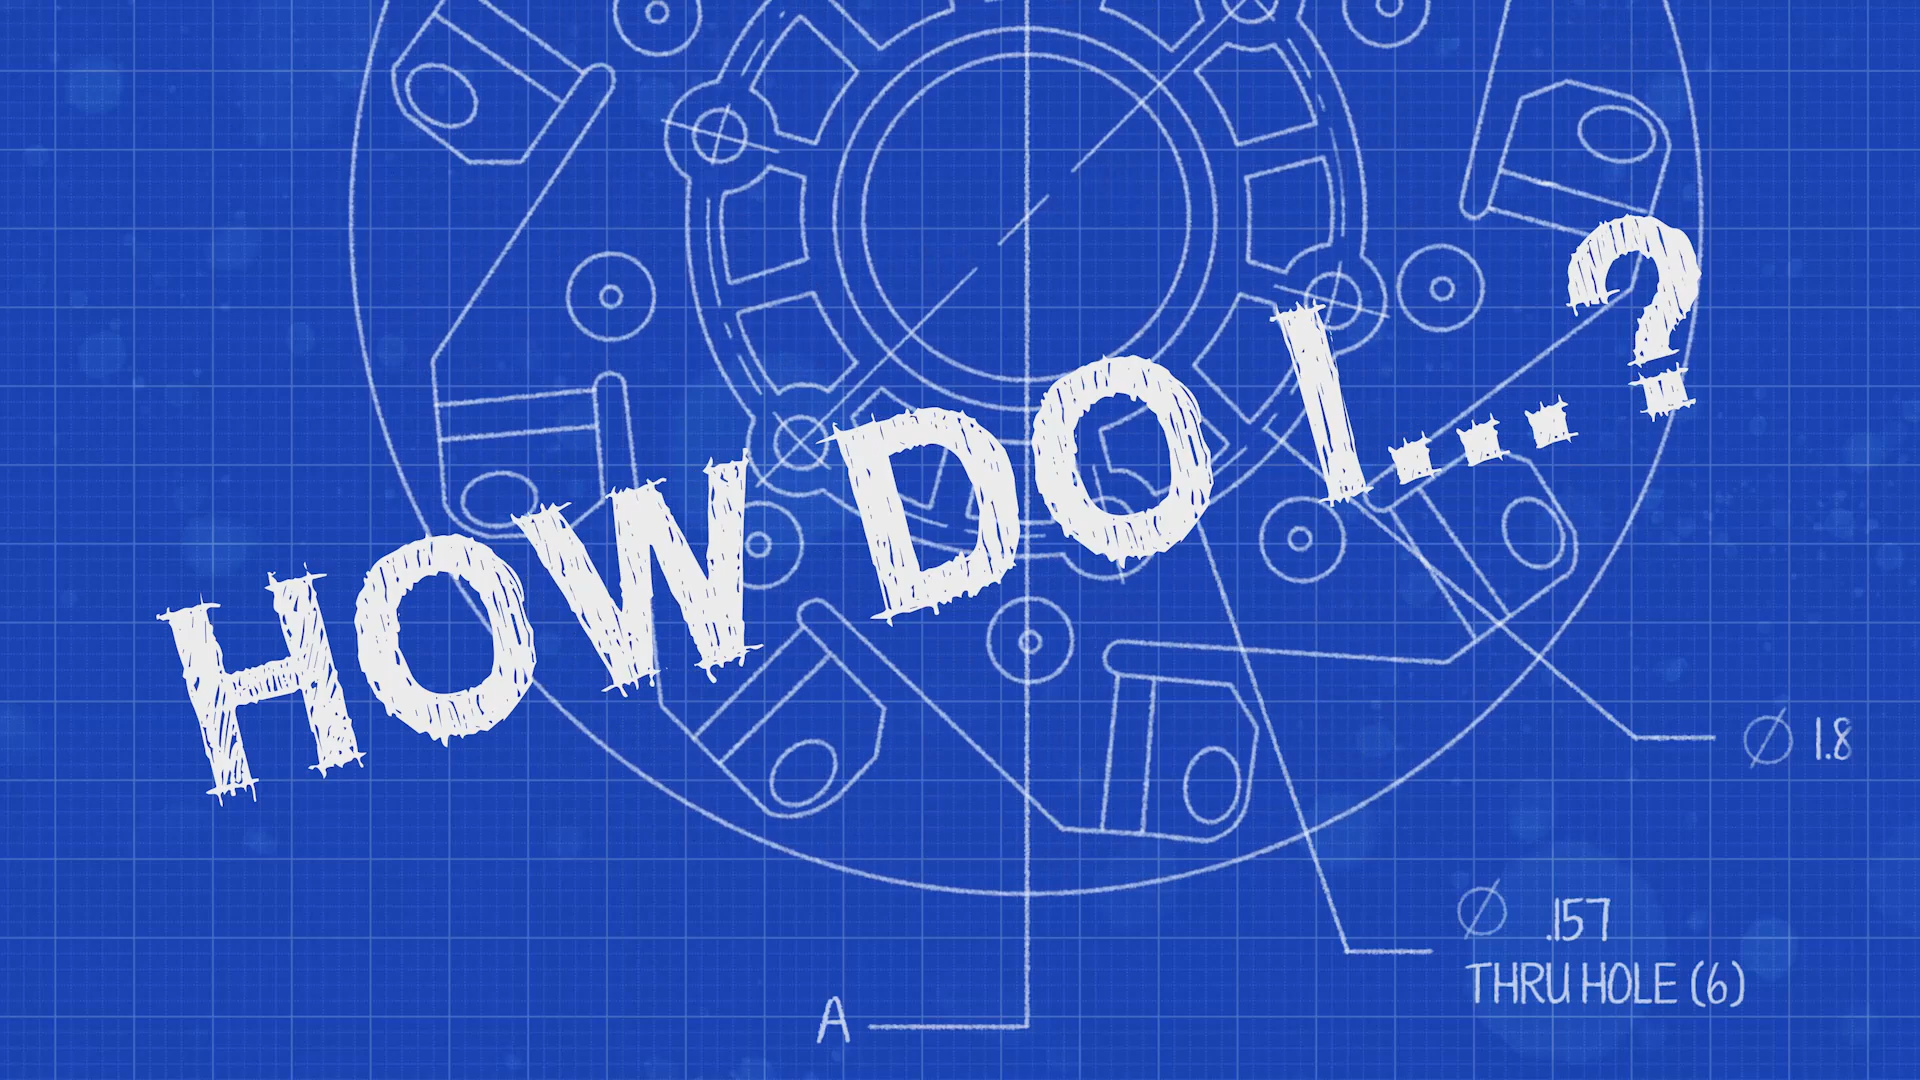 HOW DO I...?
Ø 1.8
Ø .157
THRU HOLE (6)
A